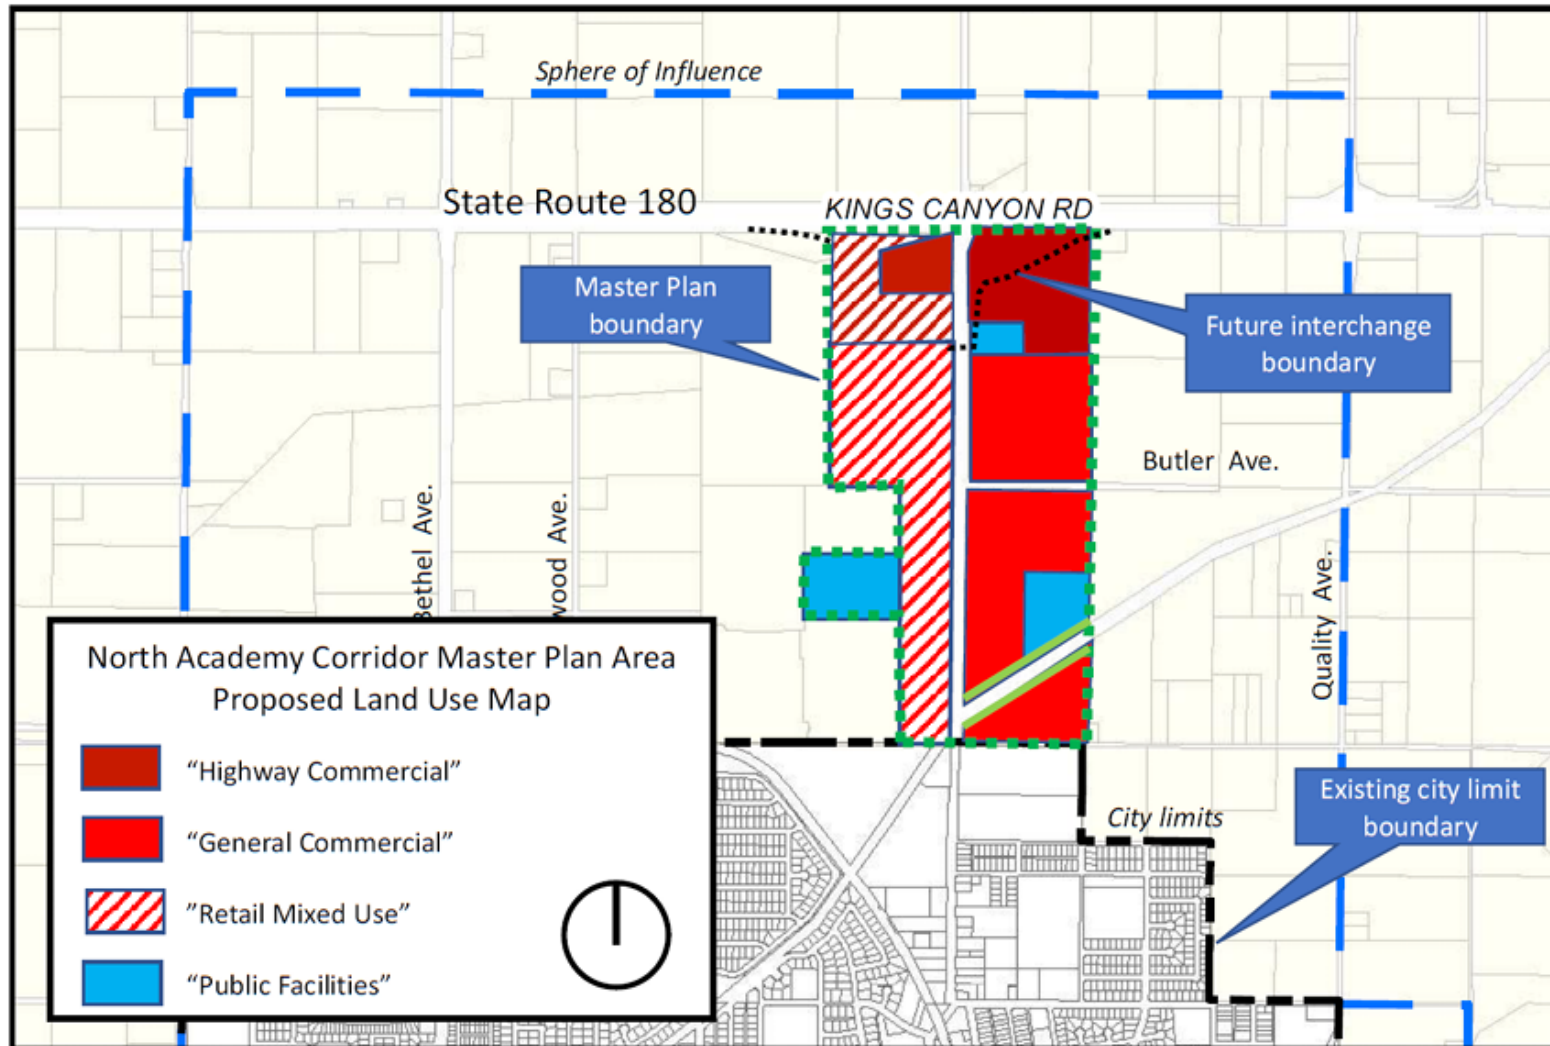 Sphere of Influence
State Route 180
KINGS CANYON RD
Master Plan
boundary
Future interchange
boundary
Butler Ave.
Bethel Ave.
wood Ave.
Quality Ave.
North Academy Corridor Master Plan Area
Proposed Land Use Map
“Highway Commercial”
“General Commercial”
”Retail Mixed Use”
“Public Facilities”
City limits
Existing city limit
boundary